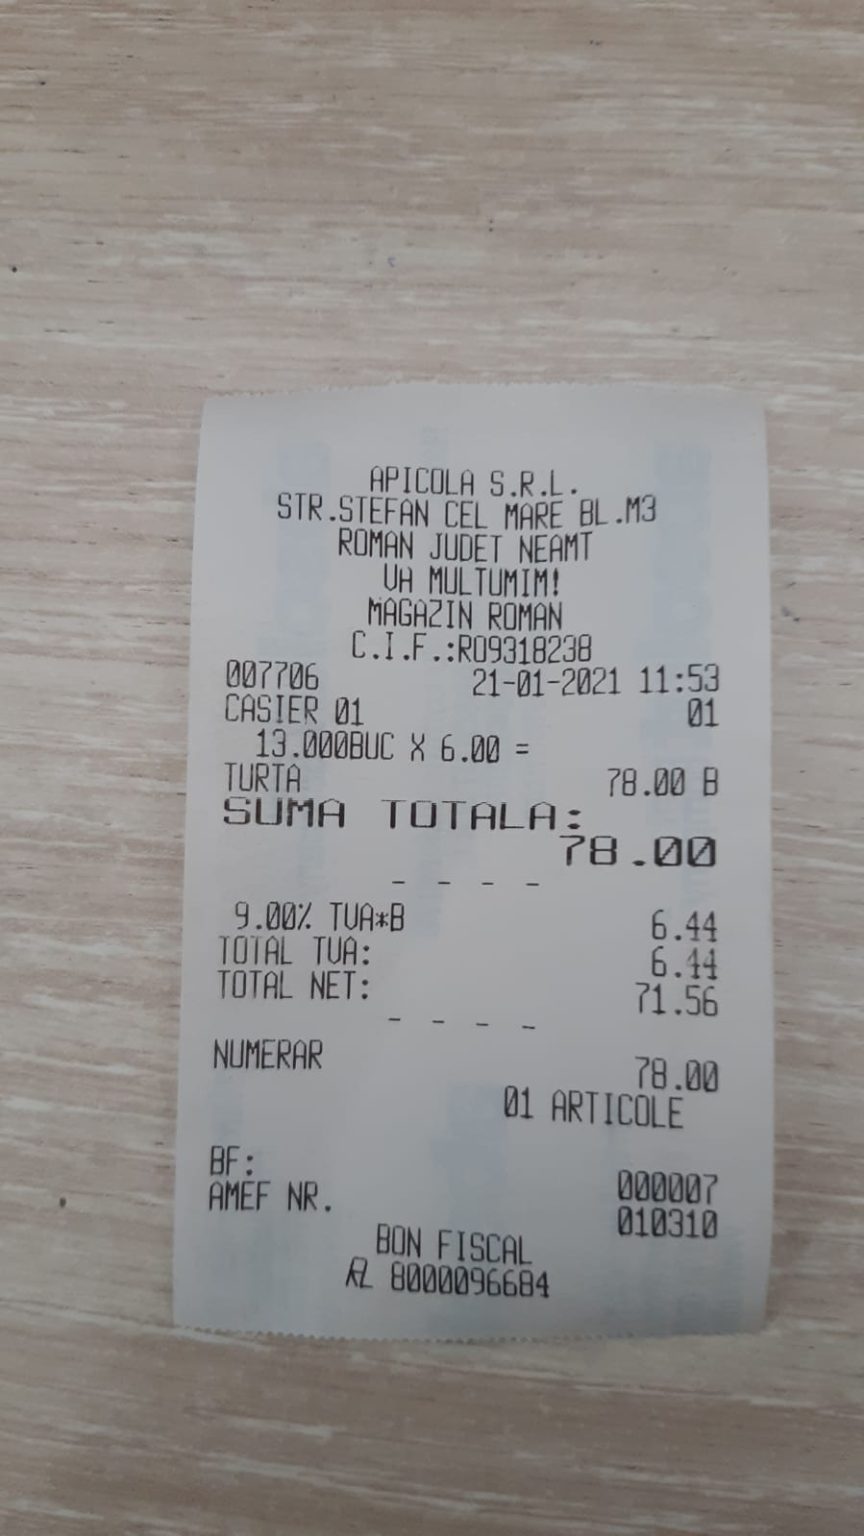 APICOLA S.R.L.
STR.STEFAN CEL MARE BL.M3
ROMAN JUDET NEAMT
VA MULTUMIM!
MAGAZIN ROMAN
C.I.F.:RO9318238
007706 21-01-2021 11:53
CASIER 01 01
13.000BUC X 6.00 =
TURTA 78.00 B
SUMA TOTALA:
78.00
- - - -
9.00% TVA*B 6.44
TOTAL TVA: 6.44
TOTAL NET: 71.56
- - - -
NUMERAR 78.00
01 ARTICOLE
BF: 000007
AMEF NR. 010310
BON FISCAL
8000096684